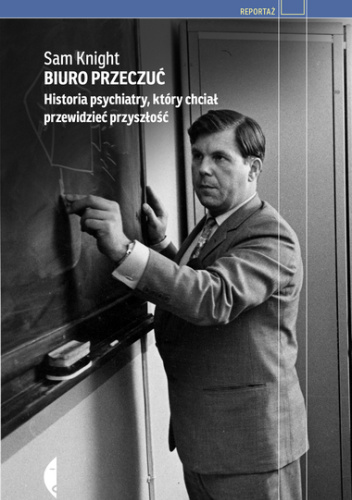 REPORTAŻ
Sam Knight
BIURO PRZECZUĆ
Historia psychiatry, który chciał
przewidzieć przyszłość